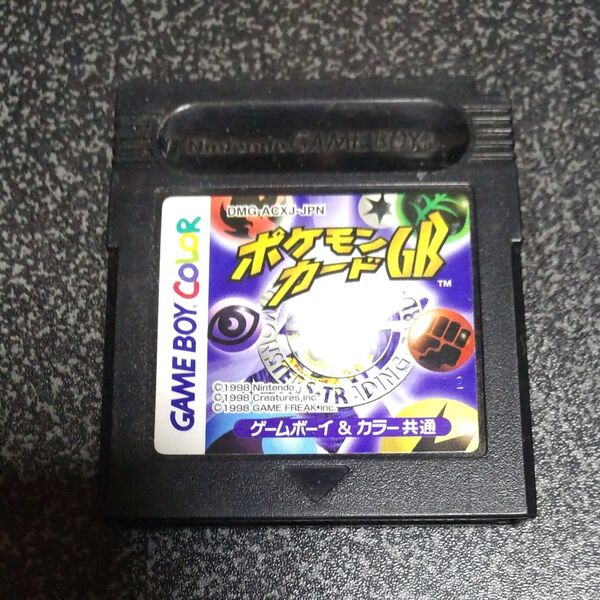 Nintendo GAME BOY
DMG-ACXJ-JPN
ポケモン
カードGB
TM
GAME BOY COLOR
MONSTERS TRADING
©1998 Nintendo,
©1998 Creatures,inc.
©1998 GAME FREAK inc.
ゲームボーイ & カラー共通